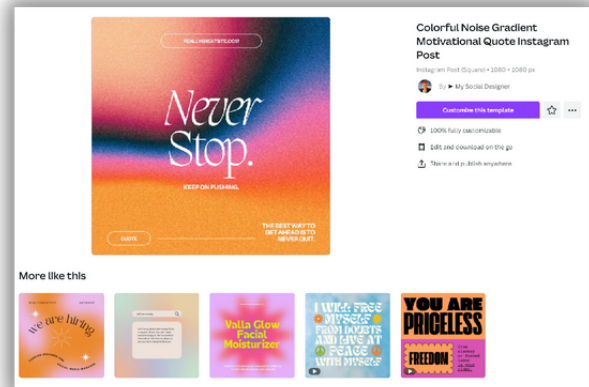 REALLYGREATSITE.COM
Never
Stop.
KEEP ON PUSHING.
QUOTE
THE BEST WAY TO
GET AHEAD IS TO
NEVER QUIT.
Colorful Noise Gradient
Motivational Quote Instagram
Post
Instagram Post (Square) • 1080 × 1080 px
By ► My Social Designer
Customize this template
100% fully customizable
Edit and download on the go
Share and publish anywhere
More like this
we are hiring
Valla Glow
Facial
Moisturizer
I WILL FREE
MYSELF
FROM DOUBTS
AND LIVE AT
PEACE
WITH MYSELF
YOU ARE
PRICELESS
FREEDOM